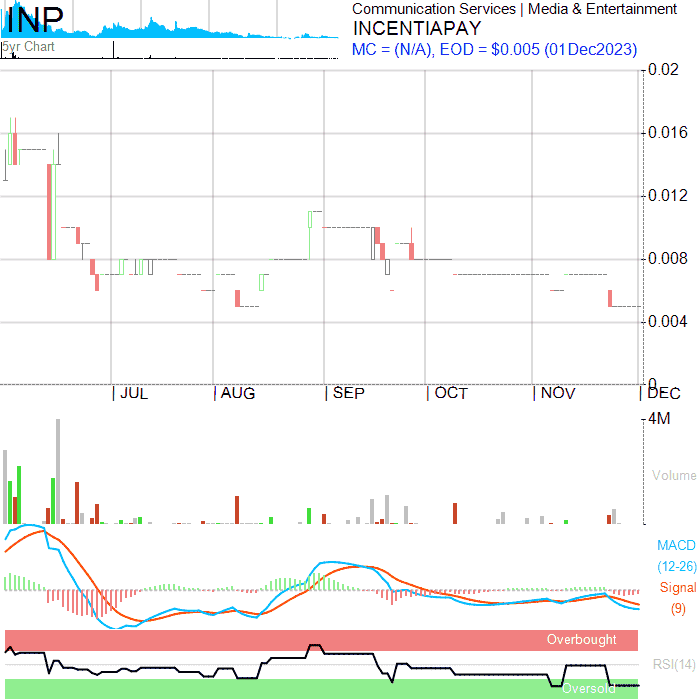 INP
5yr Chart
Communication Services | Media & Entertainment
INCENTIAPAY
MC = (N/A), EOD = $0.005 (01Dec2023)
0.02
0.016
0.012
0.008
0.004
0
JUL
AUG
SEP
OCT
NOV
DEC
4M
Volume
MACD
(12-26)
Signal
(9)
Overbought
RSI(14)
Oversold